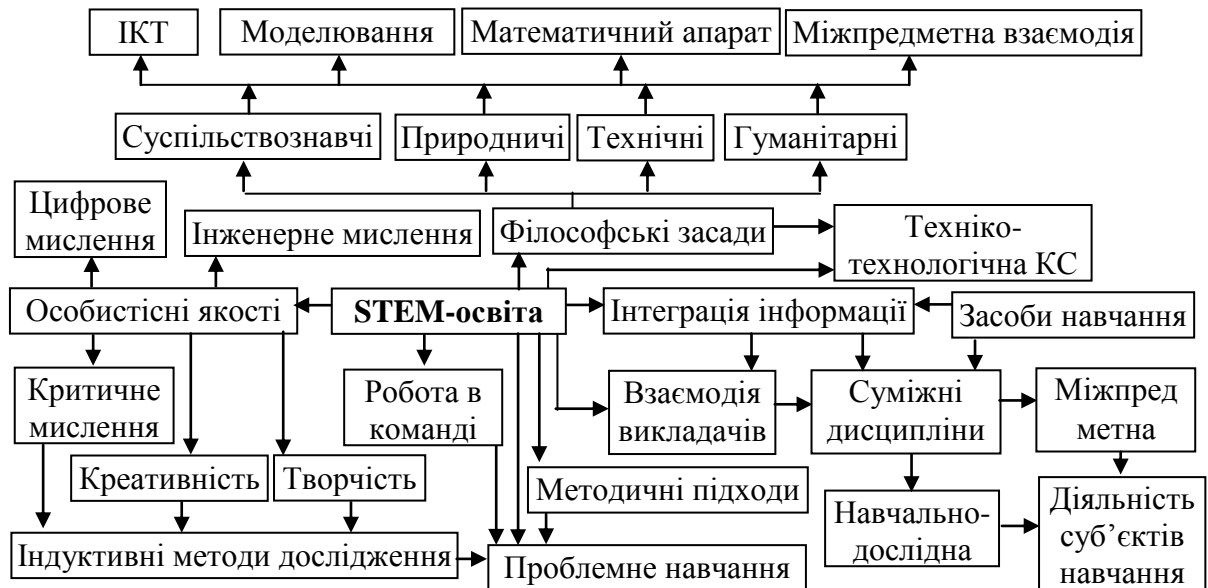 ІКТ
Моделювання
Математичний апарат
Міжпредметна взаємодія
Суспільствознавчі
Природничі
Технічні
Гуманітарні
Цифрове
мислення
Інженерне мислення
Філософські засади
Техніко-
технологічна КС
Особистісні якості
STEM-освіта
Інтеграція інформації
Засоби навчання
Критичне
мислення
Робота в
команді
Взаємодія
викладачів
Суміжні
дисципліни
Міжпред
метна
Креативність
Творчість
Методичні підходи
Навчально-
дослідна
Діяльність
суб’єктів
навчання
Індуктивні методи дослідження
Проблемне навчання